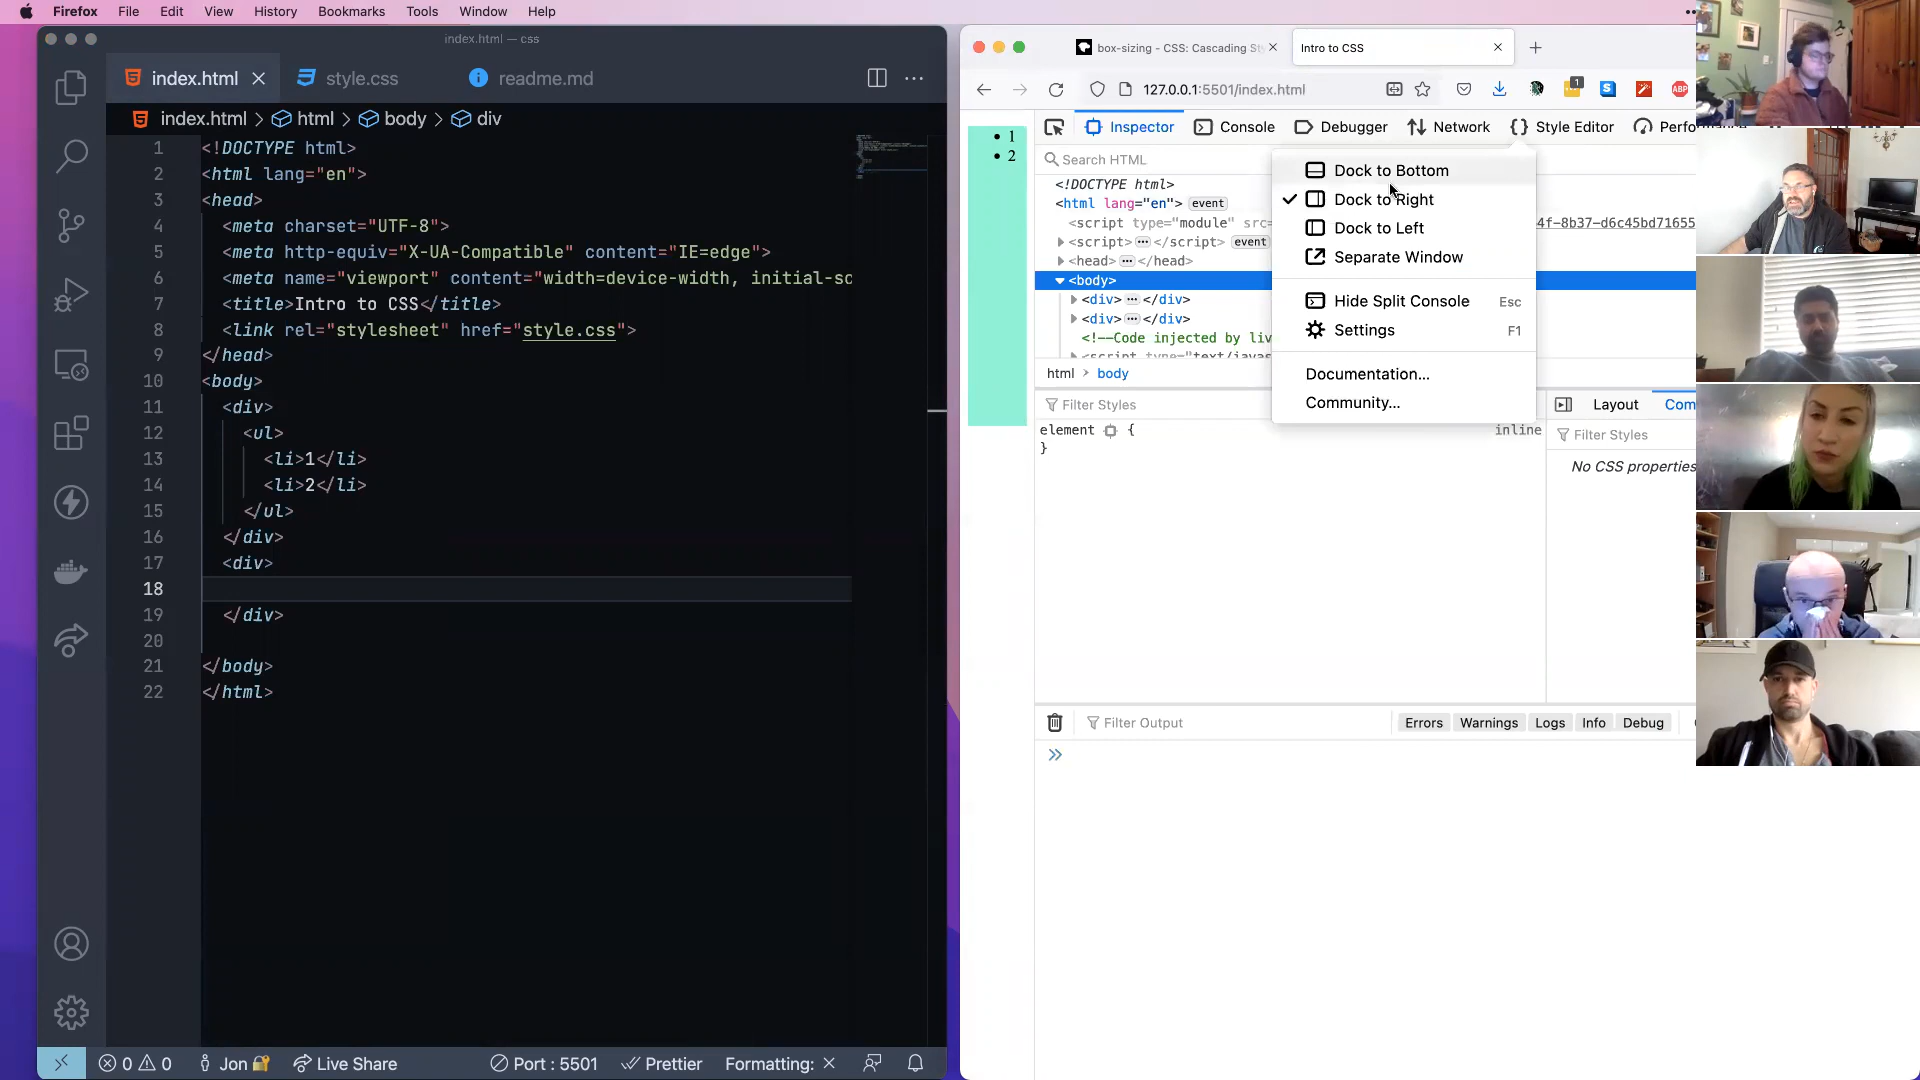 Firefox File Edit View History Bookmarks Tools Window Help
index.html — css
index.html style.css readme.md
index.html > html > body > div
1 <!DOCTYPE html>
2 <html lang="en">
3 <head>
4 <meta charset="UTF-8">
5 <meta http-equiv="X-UA-Compatible" content="IE=edge">
6 <meta name="viewport" content="width=device-width, initial-sc
7 <title>Intro to CSS</title>
8 <link rel="stylesheet" href="style.css">
9 </head>
10 <body>
11 <div>
12 <ul>
13 <li>1</li>
14 <li>2</li>
15 </ul>
16 </div>
17 <div>
18
19 </div>
20
21 </body>
22 </html>
0 0 Jon Live Share Port : 5501 Prettier Formatting: ×
box-sizing - CSS: Cascading St Intro to CSS
127.0.0.1:5501/index.html 1 ABP
• 1
• 2
Inspector Console Debugger Network Style Editor
Search HTML
<!DOCTYPE html>
<html lang="en"> event
<script type="module" src= 4f-8b37-d6c45bd71655
<script> ··· </script> event
<head> ··· </head>
<body>
<div> ··· </div>
<div> ··· </div>
<!--Code injected by liv
html > body
Dock to Bottom
Dock to Right
Dock to Left
Separate Window
Hide Split Console Esc
Settings F1
Documentation...
Community...
Filter Styles
element { inline
}
Layout Com
Filter Styles
No CSS properties
Filter Output Errors Warnings Logs Info Debug
»